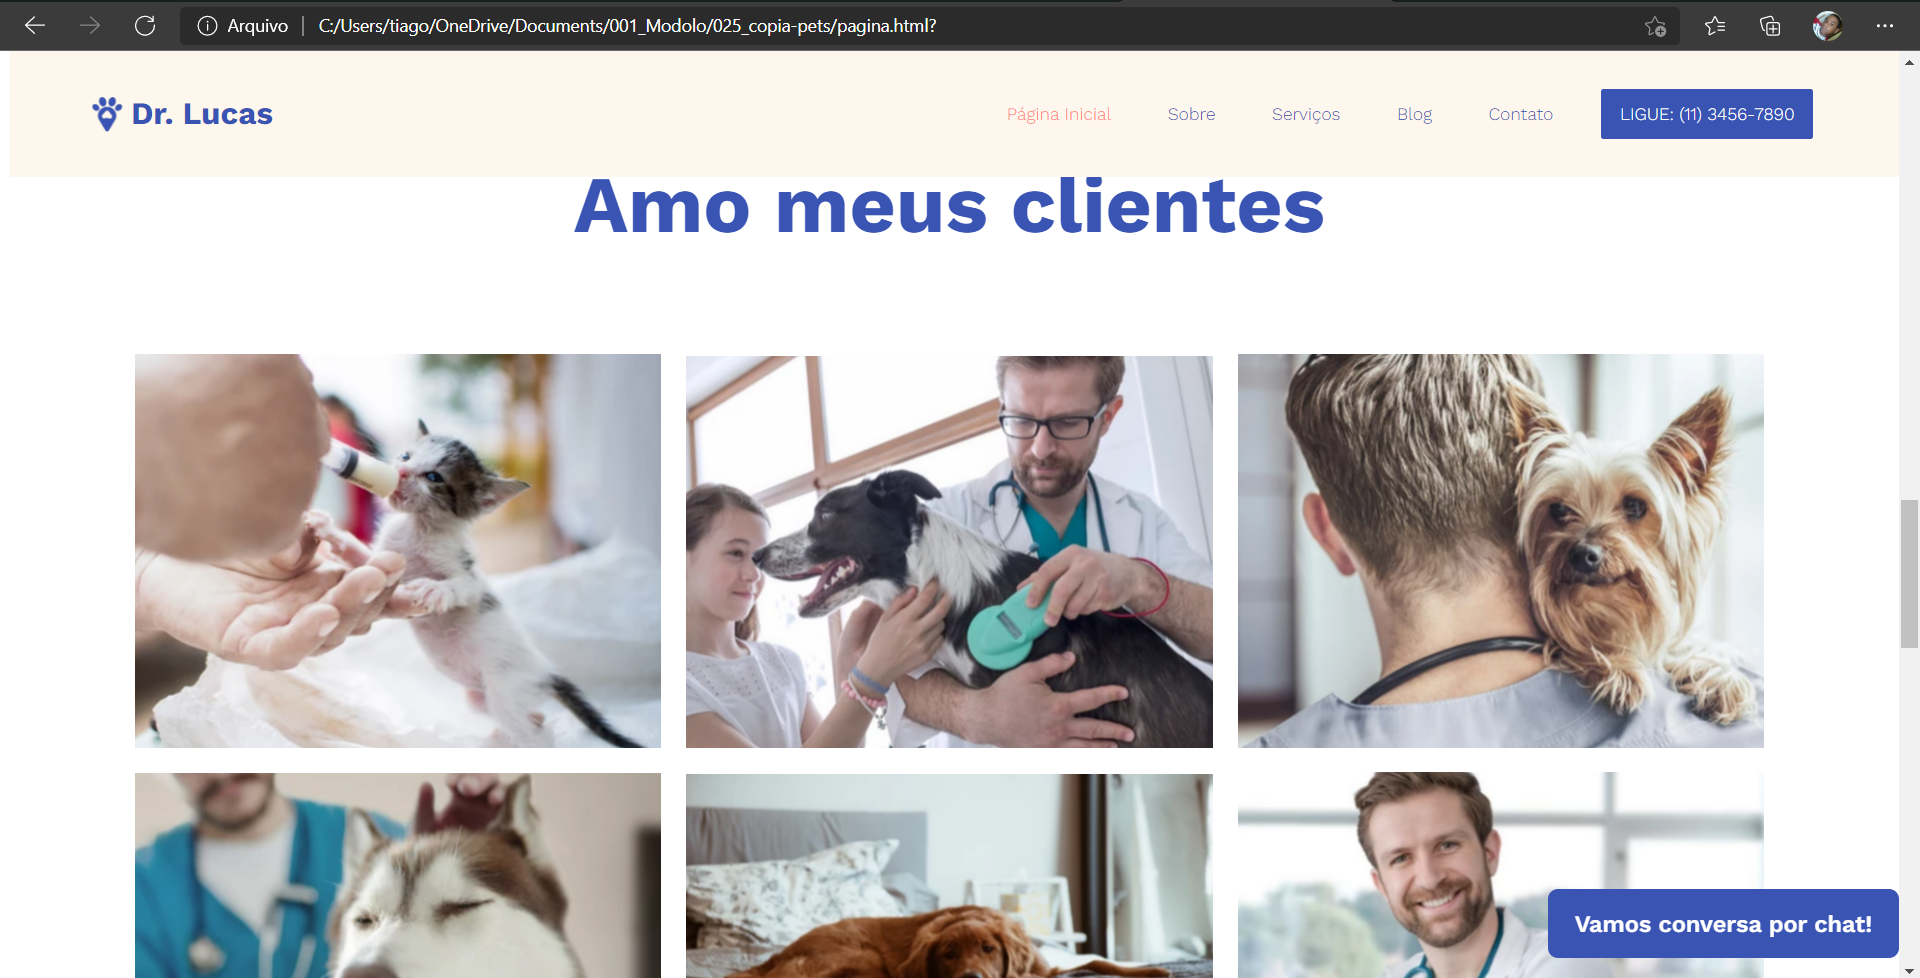 Arquivo | C:/Users/tiago/OneDrive/Documents/001_Modolo/025_copia-pets/pagina.html?
Dr. Lucas
Página Inicial Sobre Serviços Blog Contato LIGUE: (11) 3456-7890
Amo meus clientes
Vamos conversa por chat!